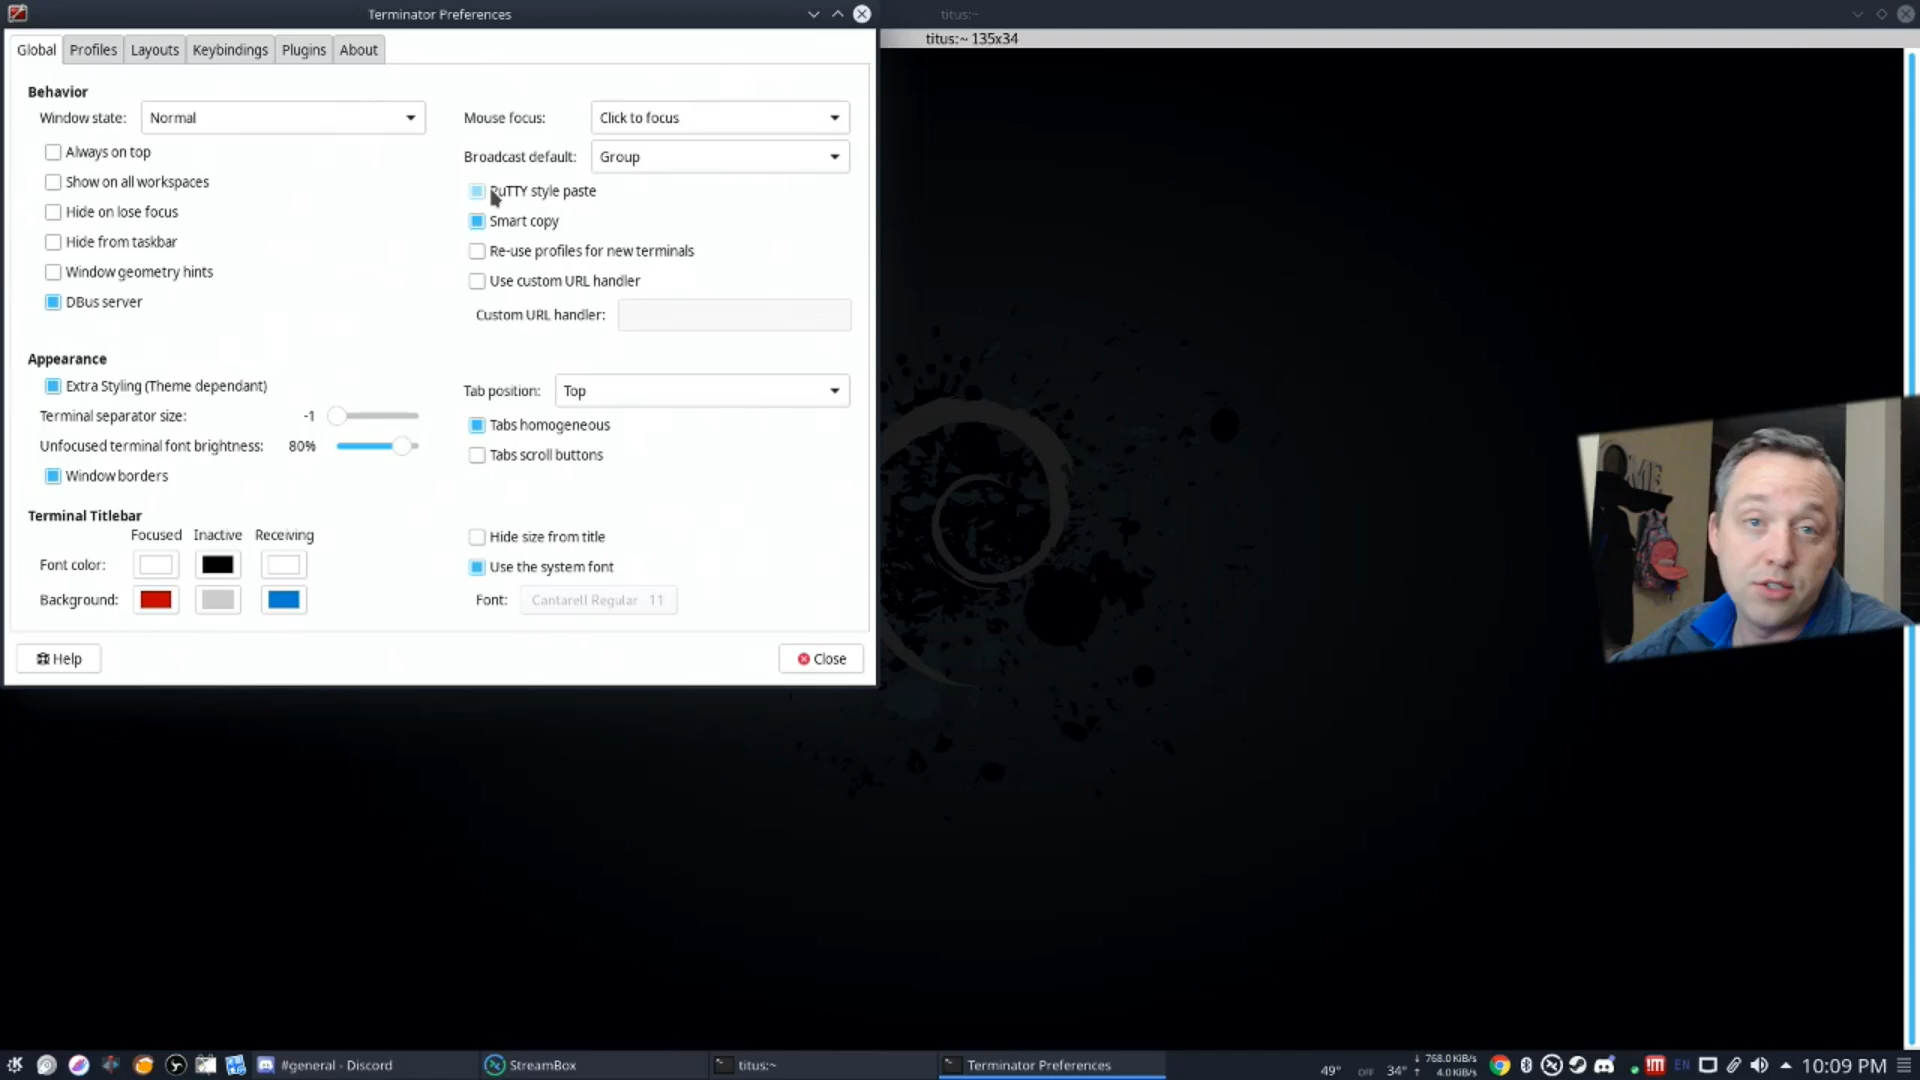 Terminator Preferences
titus:~
Global Profiles Layouts Keybindings Plugins About
titus:~ 135x34
Behavior
Window state: Normal
Mouse focus: Click to focus
Always on top
Broadcast default: Group
Show on all workspaces
PuTTY style paste
Hide on lose focus
Smart copy
Hide from taskbar
Re-use profiles for new terminals
Window geometry hints
Use custom URL handler
DBus server
Custom URL handler:
Appearance
Extra Styling (Theme dependant)
Tab position: Top
Terminal separator size: -1
Tabs homogeneous
Unfocused terminal font brightness: 80%
Tabs scroll buttons
Window borders
Terminal Titlebar
Focused Inactive Receiving
Hide size from title
Font color:
Use the system font
Background:
Font: Cantarell Regular 11
Help
Close
#general - Discord
StreamBox
titus:~
Terminator Preferences
49° OFF 34°
↓ 768.0 KiB/s
↑ 4.0 KiB/s
EN
10:09 PM